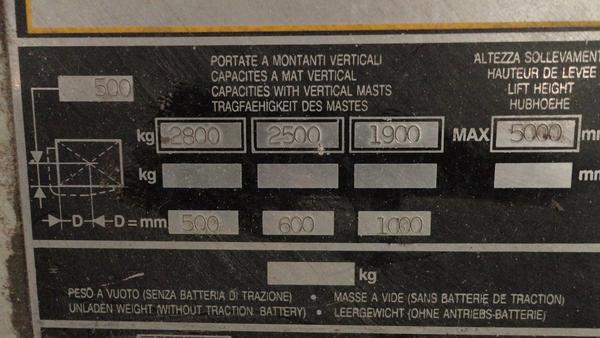 PORTATE A MONTANTI VERTICALI
CAPACITES A MAT VERTICAL
CAPACITIES WITH VERTICAL MASTS
TRAGFAEHIGKEIT DES MASTES
ALTEZZA SOLLEVAMENT
HAUTEUR DE LEVEE
LIFT HEIGHT
HUBHOEHE
500
kg 2800 2500 1900 MAX 5000 mm
kg mm
D D = mm 500 600 1000
kg
PESO A VUOTO (SENZA BATTERIA DI TRAZIONE) • MASSE A VIDE (SANS BATTERIE DE TRACTION)
UNLADEN WEIGHT (WITHOUT TRACTION. BATTERY) • LEERGEWICHT (OHNE ANTRIEBS-BATTERIE)